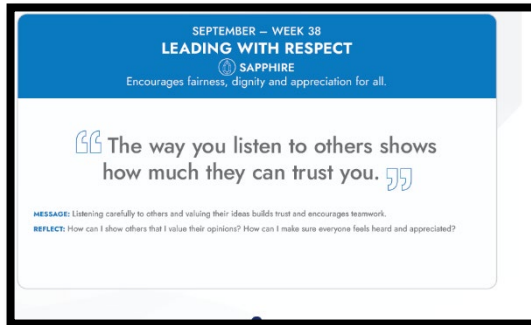 SEPTEMBER – WEEK 38
LEADING WITH RESPECT
SAPPHIRE
Encourages fairness, dignity and appreciation for all.
“The way you listen to others shows
how much they can trust you.”
MESSAGE: Listening carefully to others and valuing their ideas builds trust and encourages teamwork.
REFLECT: How can I show others that I value their opinions? How can I make sure everyone feels heard and appreciated?